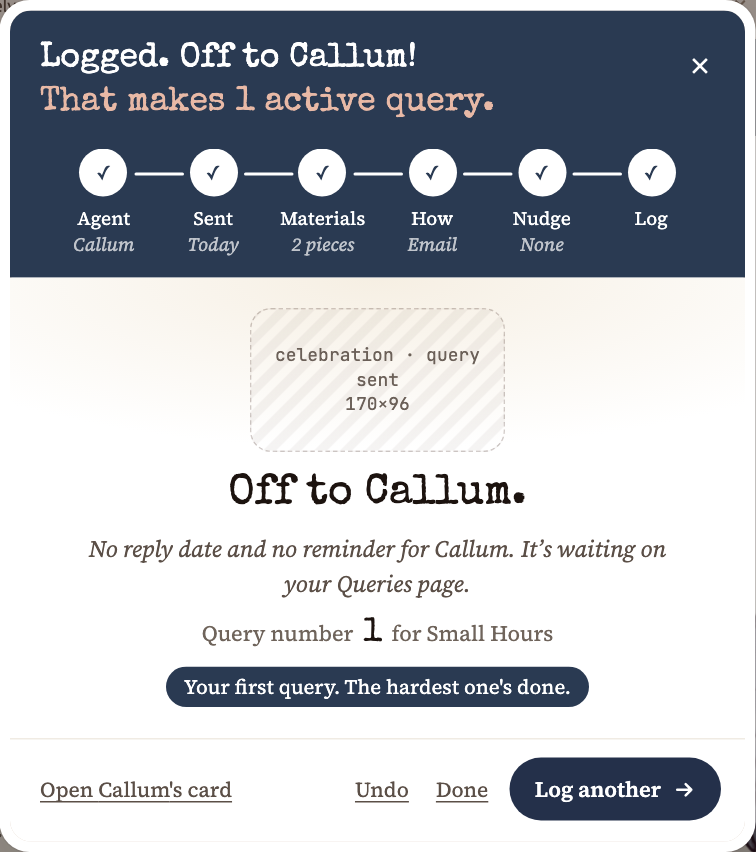 Logged. Off to Callum!
That makes 1 active query.
✕
✓ ✓ ✓ ✓ ✓ ✓
Agent Sent Materials How Nudge Log
Callum Today 2 pieces Email None
celebration · query
sent
170×96
Off to Callum.
No reply date and no reminder for Callum. It’s waiting on
your Queries page.
Query number 1 for Small Hours
Your first query. The hardest one's done.
Open Callum's card Undo Done Log another →